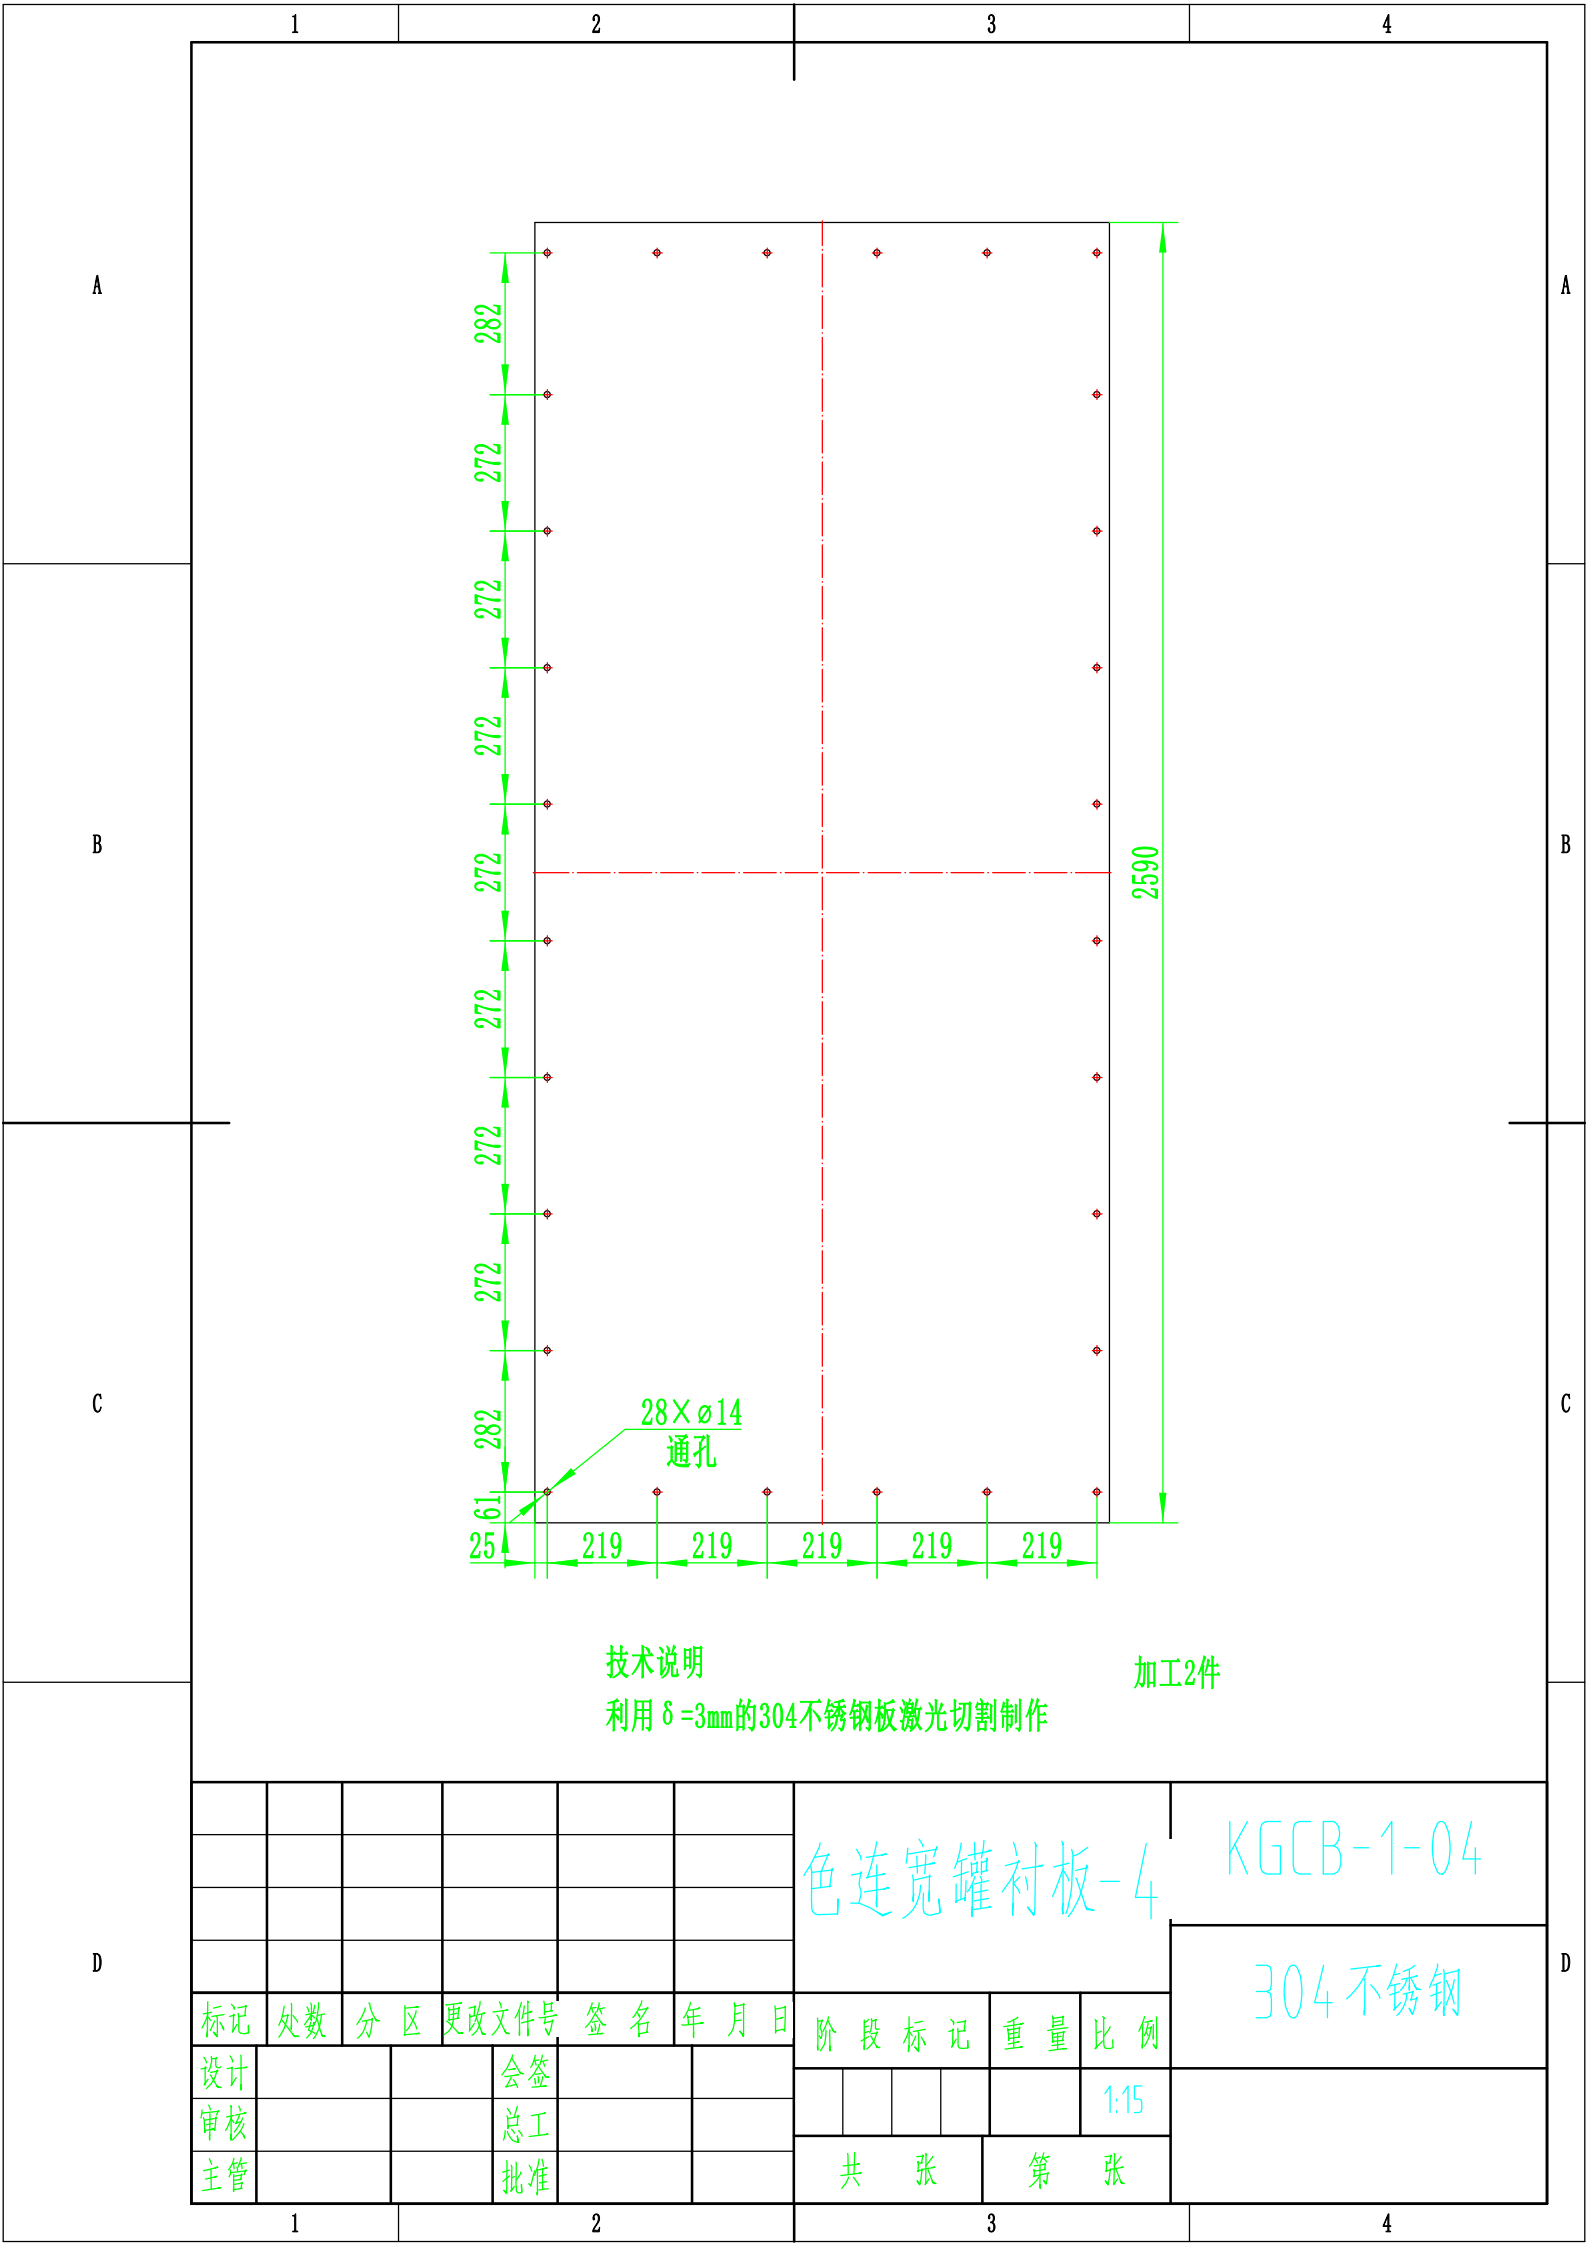 1 2 3 4
A A
282
272
272
272
B B
272
2590
272
272
272
C C
282
28×ø14
通孔
61
25 219 219 219 219 219
技术说明
加工2件
利用δ=3mm的304不锈钢板激光切割制作
色连宽罐衬板-4
KGCB-1-04
D D
304不锈钢
标记 处数 分 区 更改文件号 签 名 年 月 日
阶 段 标 记 重 量 比 例
设计 会签
1:15
审核 总工
共 张 第 张
主管 批准
1 2 3 4